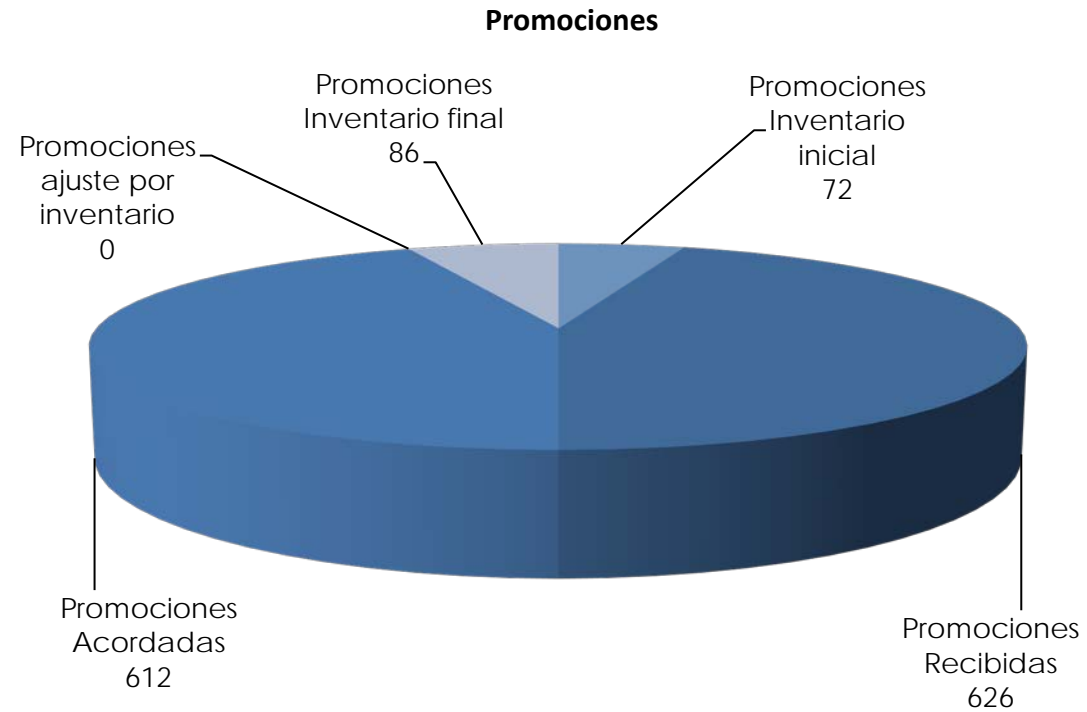 Promociones
Promociones
Inventario final
86
Promociones
Inventario
inicial
72
Promociones
ajuste por
inventario
0
Promociones
Acordadas
612
Promociones
Recibidas
626